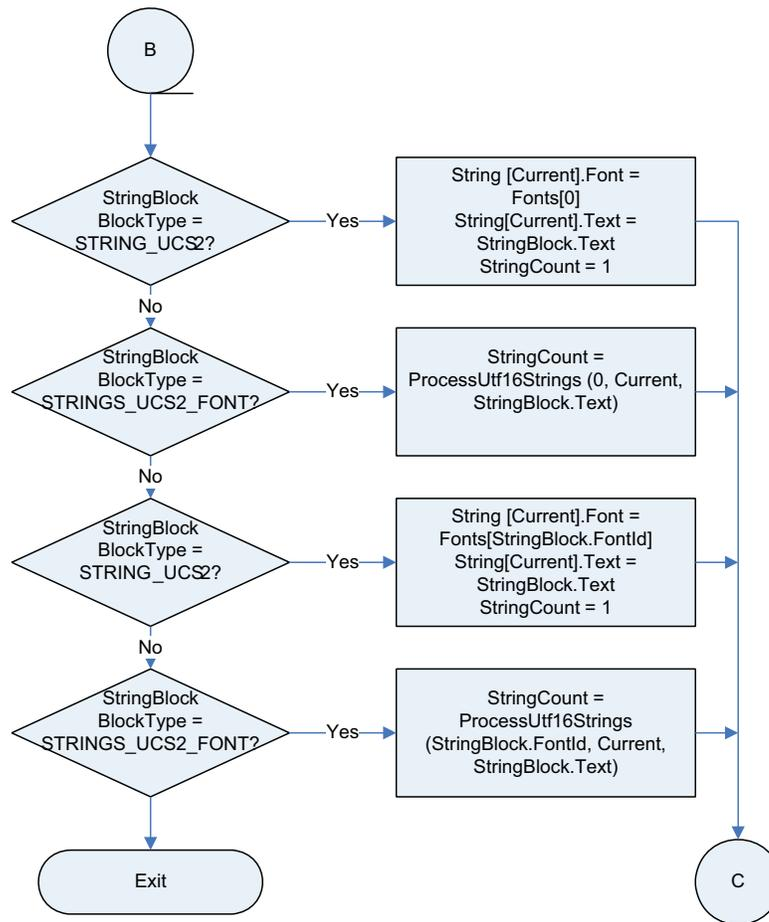 B
StringBlock
BlockType =
STRING_UCS2?
Yes
String [Current].Font =
Fonts[0]
String[Current].Text =
StringBlock.Text
StringCount = 1
No
StringBlock
BlockType =
STRINGS_UCS2_FONT?
Yes
StringCount =
ProcessUtf16Strings (0, Current,
StringBlock.Text)
No
StringBlock
BlockType =
STRING_UCS2?
Yes
String [Current].Font =
Fonts[StringBlock.FontId]
String[Current].Text =
StringBlock.Text
StringCount = 1
No
StringBlock
BlockType =
STRINGS_UCS2_FONT?
Yes
StringCount =
ProcessUtf16Strings
(StringBlock.FontId, Current,
StringBlock.Text)
Exit
C